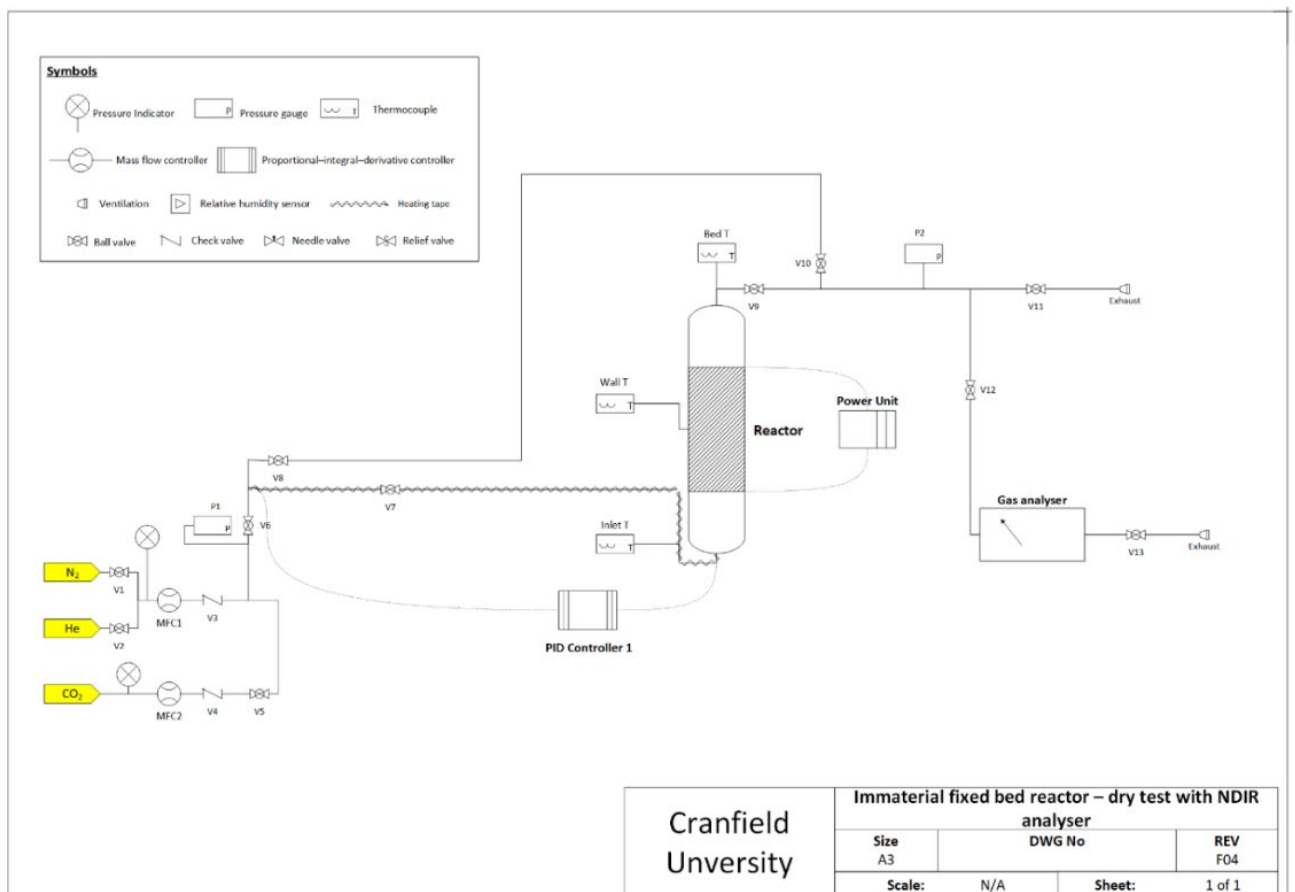 Symbols
Pressure Indicator
P
Pressure gauge
T
Thermocouple
Mass flow controller
Proportional–integral–derivative controller
Ventilation
Relative humidity sensor
Heating tape
Ball valve
Check valve
Needle valve
Relief valve
Bed T
T
P2
P
V10
V9
V11
Exhaust
Wall T
T
V12
Power Unit
Reactor
V8
V7
P1
P
V6
Gas analyser
Inlet T
T
V13
Exhaust
N2
V1
He
V2
MFC1
V3
PID Controller 1
CO2
MFC2
V4
V5
Cranfield
Unversity
Immaterial fixed bed reactor – dry test with NDIR
analyser
Size
A3
DWG No
REV
F04
Scale:
N/A
Sheet:
1 of 1